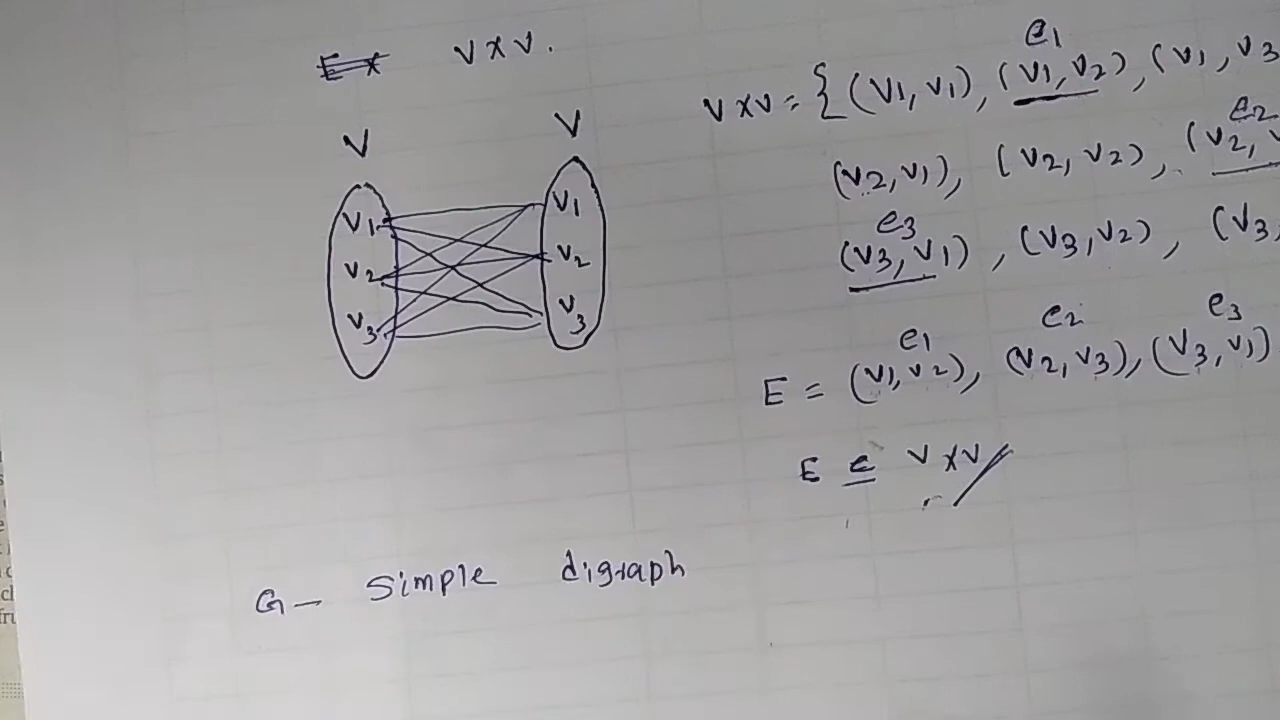 V X V.
V
V
V1
V2
V3
V1
V2
V3
e1
V X V = { (V1, V1), (V1, V2), (V1, V3
e2
(V2, V1), (V2, V2), (V2,
e3
(V3, V1), (V3, V2), (V3,
e1 e2 e3
E = (V1, V2), (V2, V3), (V3, V1)
E ⊆ V X V
G - Simple digraph